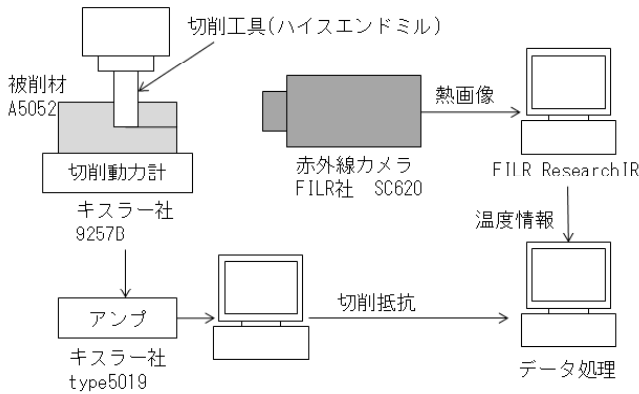 切削工具(ハイスエンドミル)
被削材
A5052
熱画像
切削動力計
赤外線カメラ
FILR社 SC620
FILR ResearchIR
キスラー社
9257B
温度情報
アンプ
切削抵抗
キスラー社
type5019
データ処理